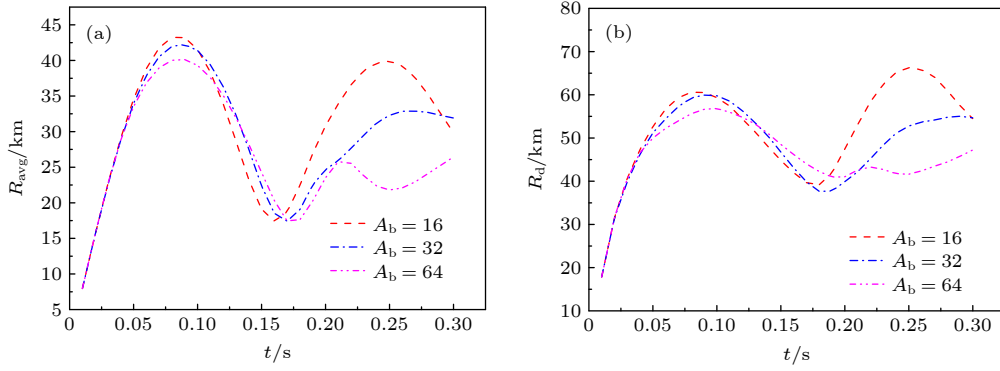 (a)
45
40
35
30
25
20
15
10
5
R_avg/km
0
0.05
0.10
0.15
0.20
0.25
0.30
t/s
A_b = 16
A_b = 32
A_b = 64
(b)
80
70
60
50
40
30
20
10
R_d/km
0
0.05
0.10
0.15
0.20
0.25
0.30
t/s
A_b = 16
A_b = 32
A_b = 64